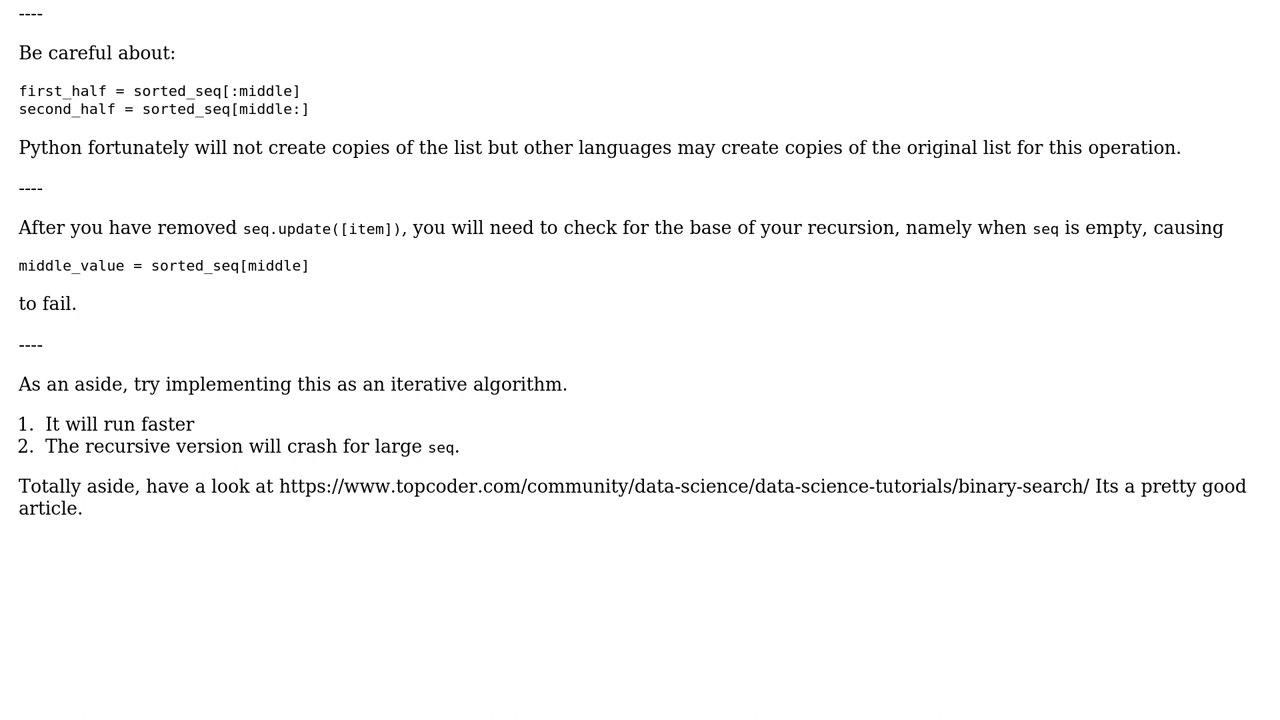 ----
Be careful about:
first_half = sorted_seq[:middle]
second_half = sorted_seq[middle:]
Python fortunately will not create copies of the list but other languages may create copies of the original list for this operation.
----
After you have removed seq.update([item]), you will need to check for the base of your recursion, namely when seq is empty, causing
middle_value = sorted_seq[middle]
to fail.
----
As an aside, try implementing this as an iterative algorithm.
1. It will run faster
2. The recursive version will crash for large seq.
Totally aside, have a look at https://www.topcoder.com/community/data-science/data-science-tutorials/binary-search/ Its a pretty good
article.